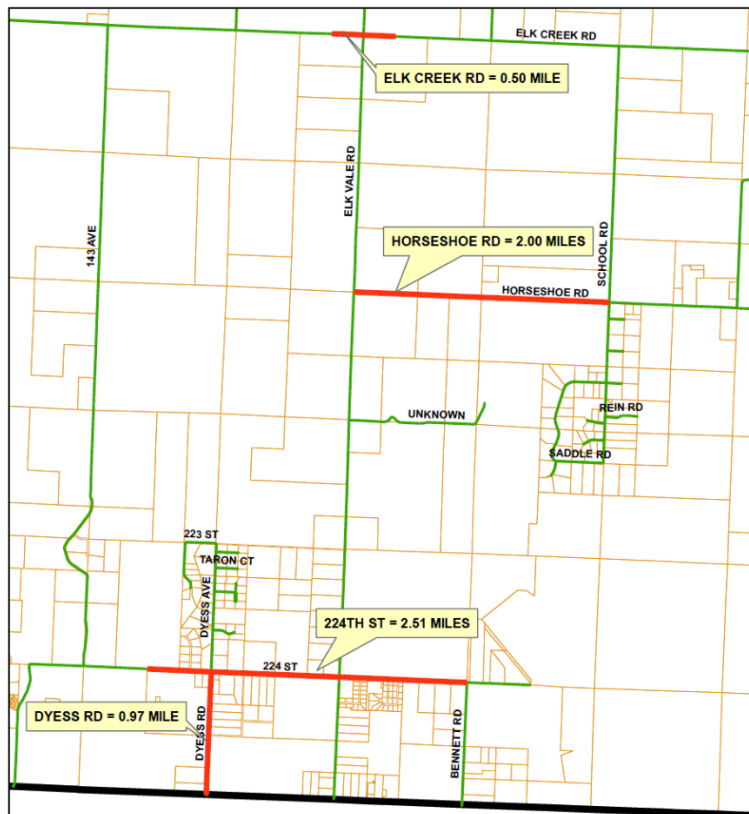 ELK CREEK RD
ELK CREEK RD = 0.50 MILE
ELK VALE RD
143 AVE
SCHOOL RD
HORSESHOE RD = 2.00 MILES
HORSESHOE RD
UNKNOWN
REIN RD
SADDLE RD
223 ST
TARON CT
DYESS AVE
224TH ST = 2.51 MILES
224 ST
DYESS RD = 0.97 MILE
DYESS RD
BENNETT RD